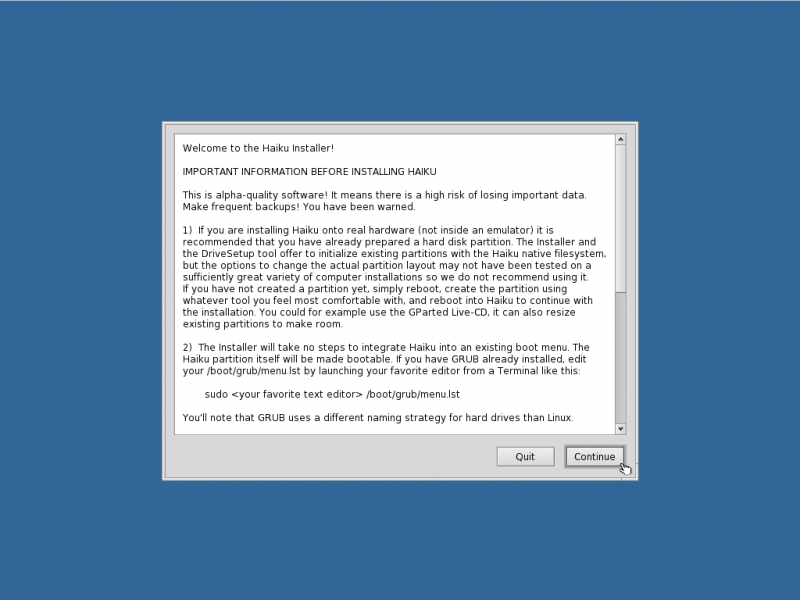 Welcome to the Haiku Installer!
IMPORTANT INFORMATION BEFORE INSTALLING HAIKU
This is alpha-quality software! It means there is a high risk of losing important data.
Make frequent backups! You have been warned.
1)  If you are installing Haiku onto real hardware (not inside an emulator) it is
recommended that you have already prepared a hard disk partition. The Installer and
the DriveSetup tool offer to initialize existing partitions with the Haiku native filesystem,
but the options to change the actual partition layout may not have been tested on a
sufficiently great variety of computer installations so we do not recommend using it.
If you have not created a partition yet, simply reboot, create the partition using
whatever tool you feel most comfortable with, and reboot into Haiku to continue with
the installation. You could for example use the GParted Live-CD, it can also resize
existing partitions to make room.
2)  The Installer will take no steps to integrate Haiku into an existing boot menu. The
Haiku partition itself will be made bootable. If you have GRUB already installed, edit
your /boot/grub/menu.lst by launching your favorite editor from a Terminal like this:
sudo <your favorite text editor> /boot/grub/menu.lst
You'll note that GRUB uses a different naming strategy for hard drives than Linux.
Quit
Continue